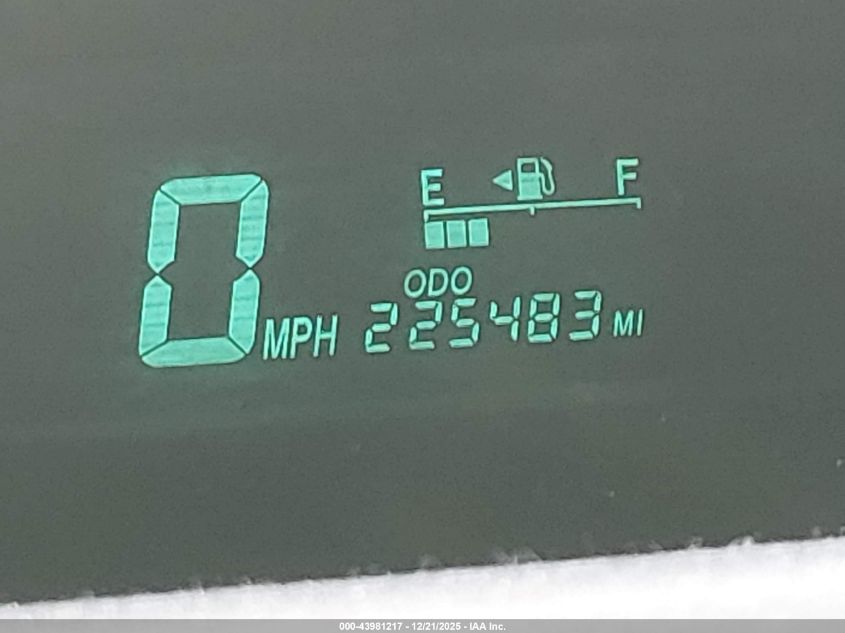 E F
ODO
0 MPH 225483 MI
000-43981217 - 12/21/2025 - IAA Inc.